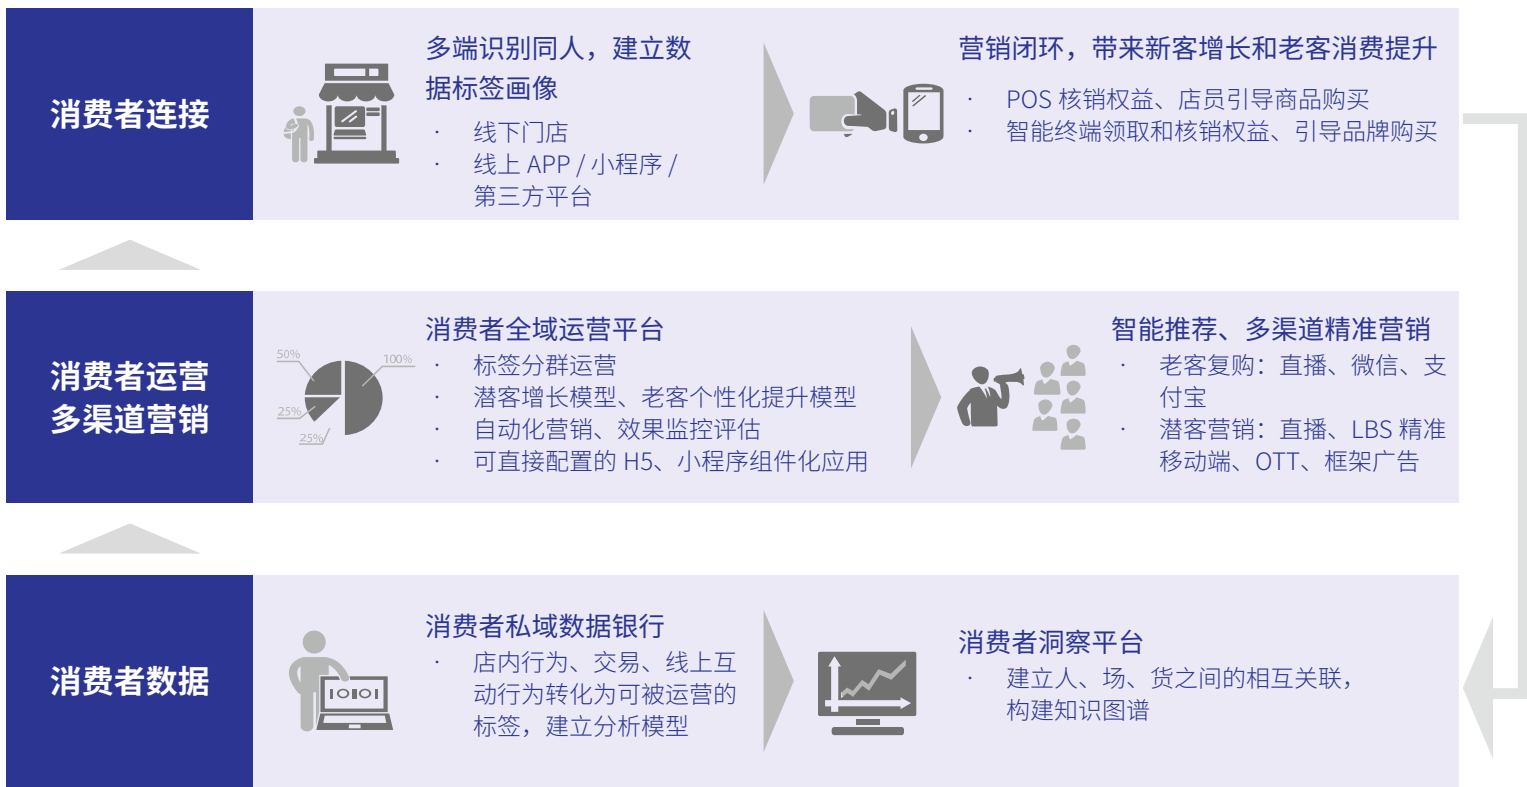 消费者连接
多端识别同人，建立数
据标签画像
· 线下门店
· 线上 APP / 小程序 /
第三方平台
营销闭环，带来新客增长和老客消费提升
· POS 核销权益、店员引导商品购买
· 智能终端领取和核销权益、引导品牌购买
消费者运营
多渠道营销
50%
100%
25%
25%
消费者全域运营平台
· 标签分群运营
· 潜客增长模型、老客个性化提升模型
· 自动化营销、效果监控评估
· 可直接配置的 H5、小程序组件化应用
智能推荐、多渠道精准营销
· 老客复购：直播、微信、支
付宝
· 潜客营销：直播、LBS 精准
移动端、OTT、框架广告
消费者数据
10101
消费者私域数据银行
· 店内行为、交易、线上互
动行为转化为可被运营的
标签，建立分析模型
消费者洞察平台
· 建立人、场、货之间的相互关联，
构建知识图谱